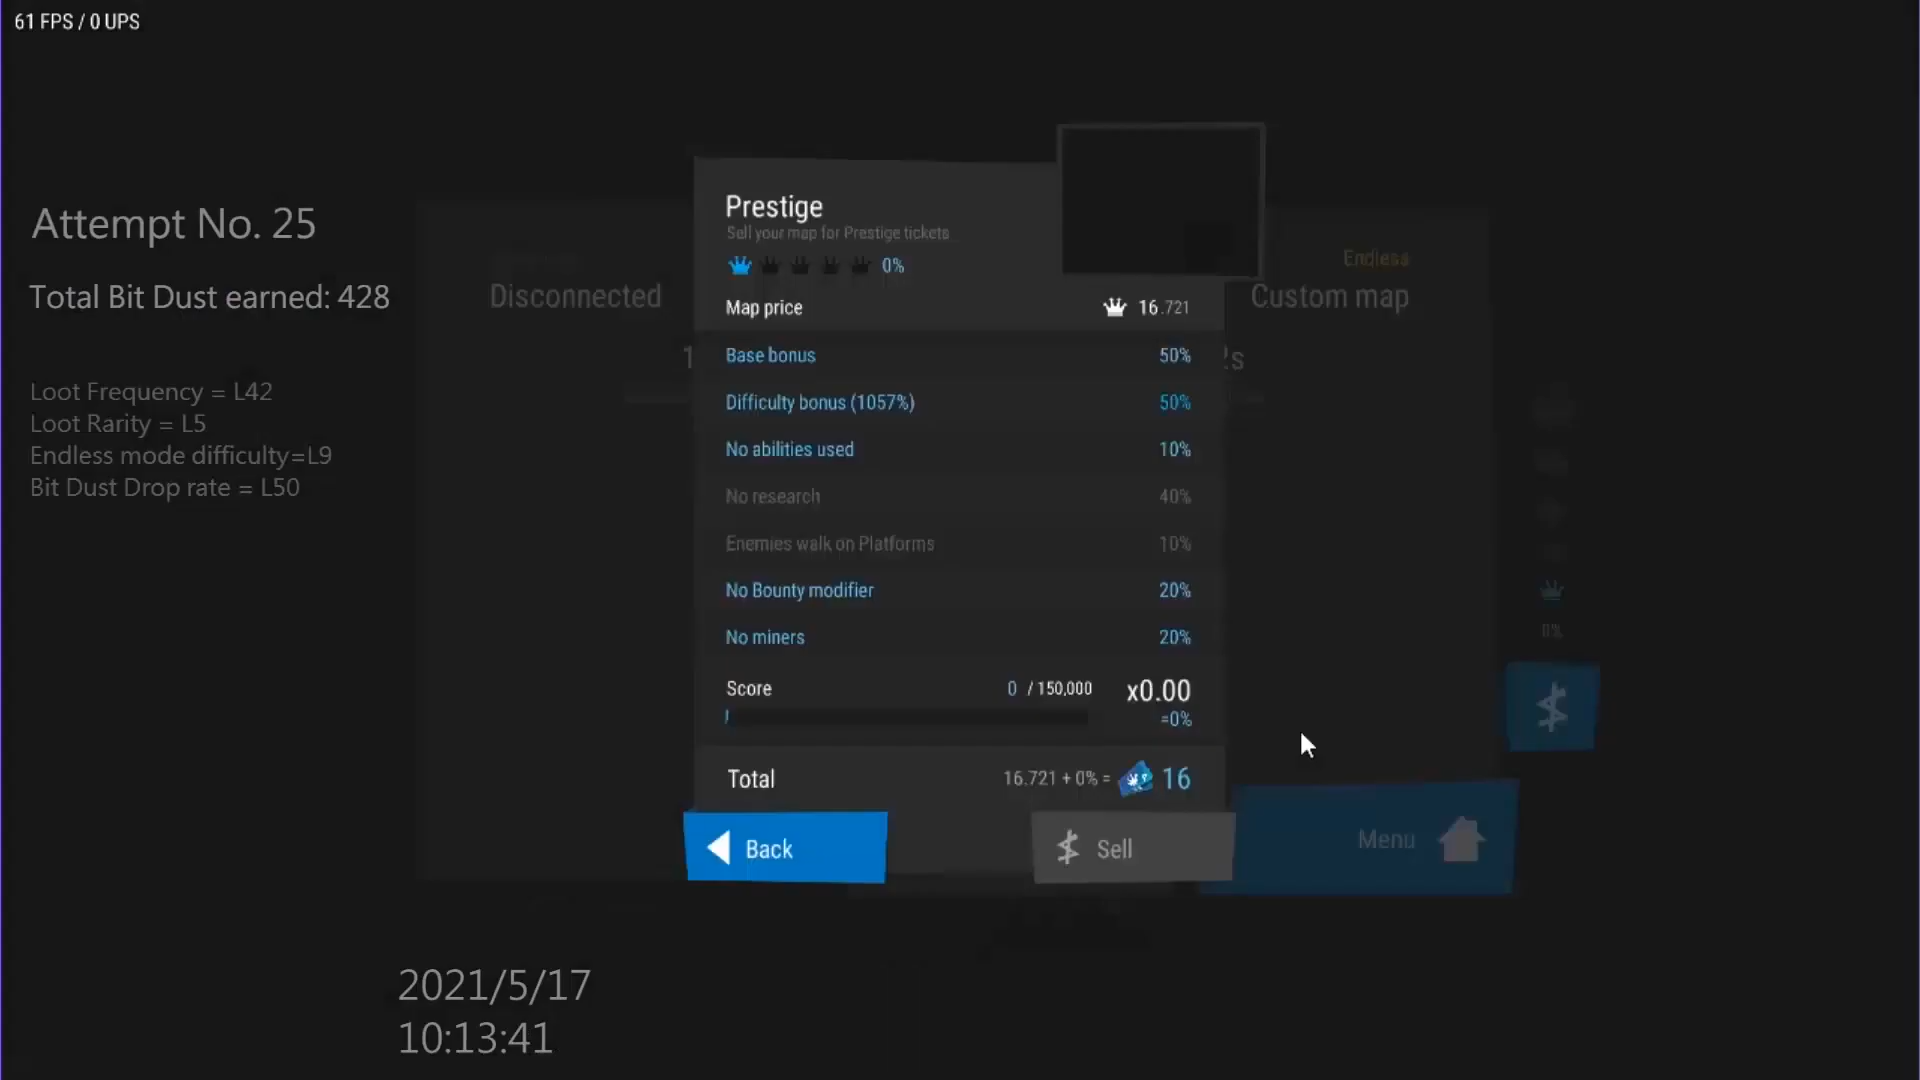 61 FPS / 0 UPS
Attempt No. 25
Total Bit Dust earned: 428
Loot Frequency = L42
Loot Rarity = L5
Endless mode difficulty=L9
Bit Dust Drop rate = L50
Disconnected
Endless
Custom map
Prestige
Sell your map for Prestige tickets
0%
Map price 16.721
Base bonus 50%
Difficulty bonus (1057%) 50%
No abilities used 10%
No research 40%
Enemies walk on Platforms 10%
No Bounty modifier 20%
No miners 20%
Score 0 / 150,000 x0.00
=0%
Total 16.721 + 0% = 16
Back
Sell
0%
Menu
2021/5/17
10:13:41